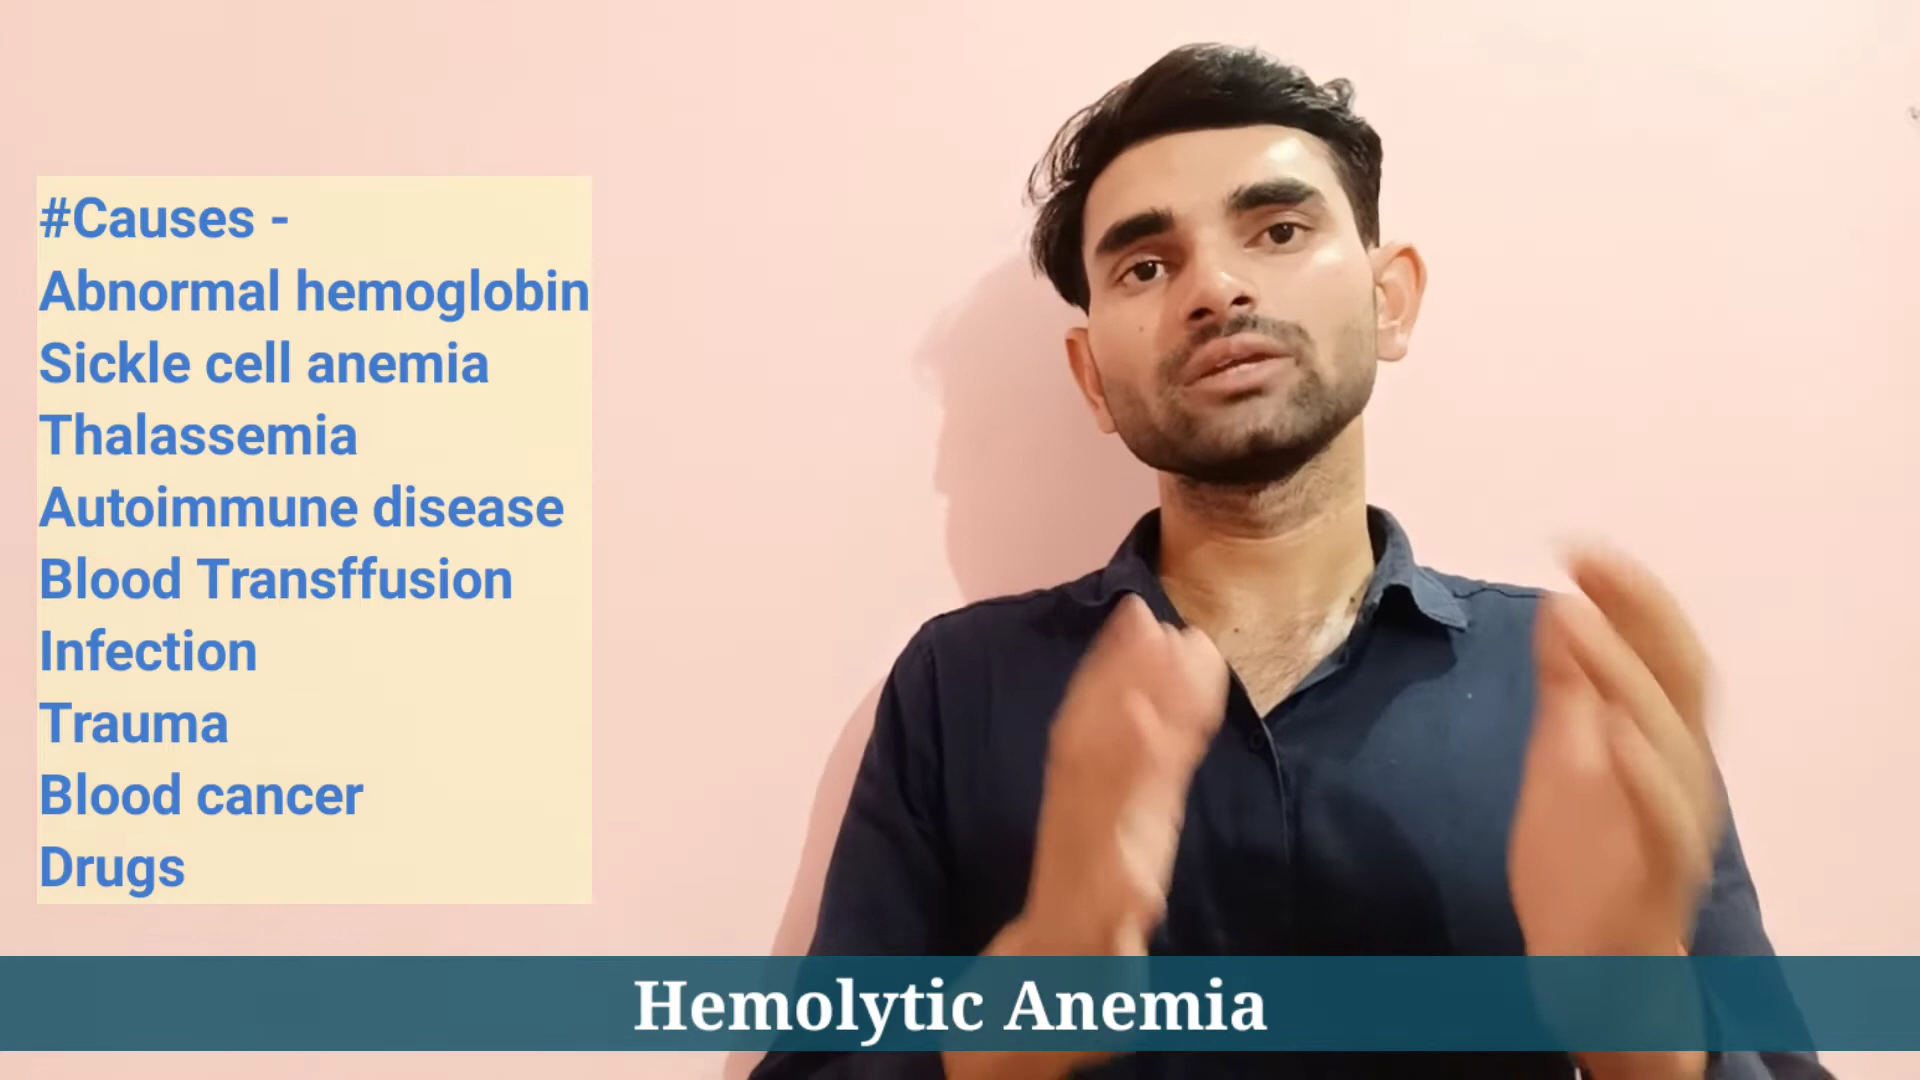 #Causes -
Abnormal hemoglobin
Sickle cell anemia
Thalassemia
Autoimmune disease
Blood Transffusion
Infection
Trauma
Blood cancer
Drugs
Hemolytic Anemia